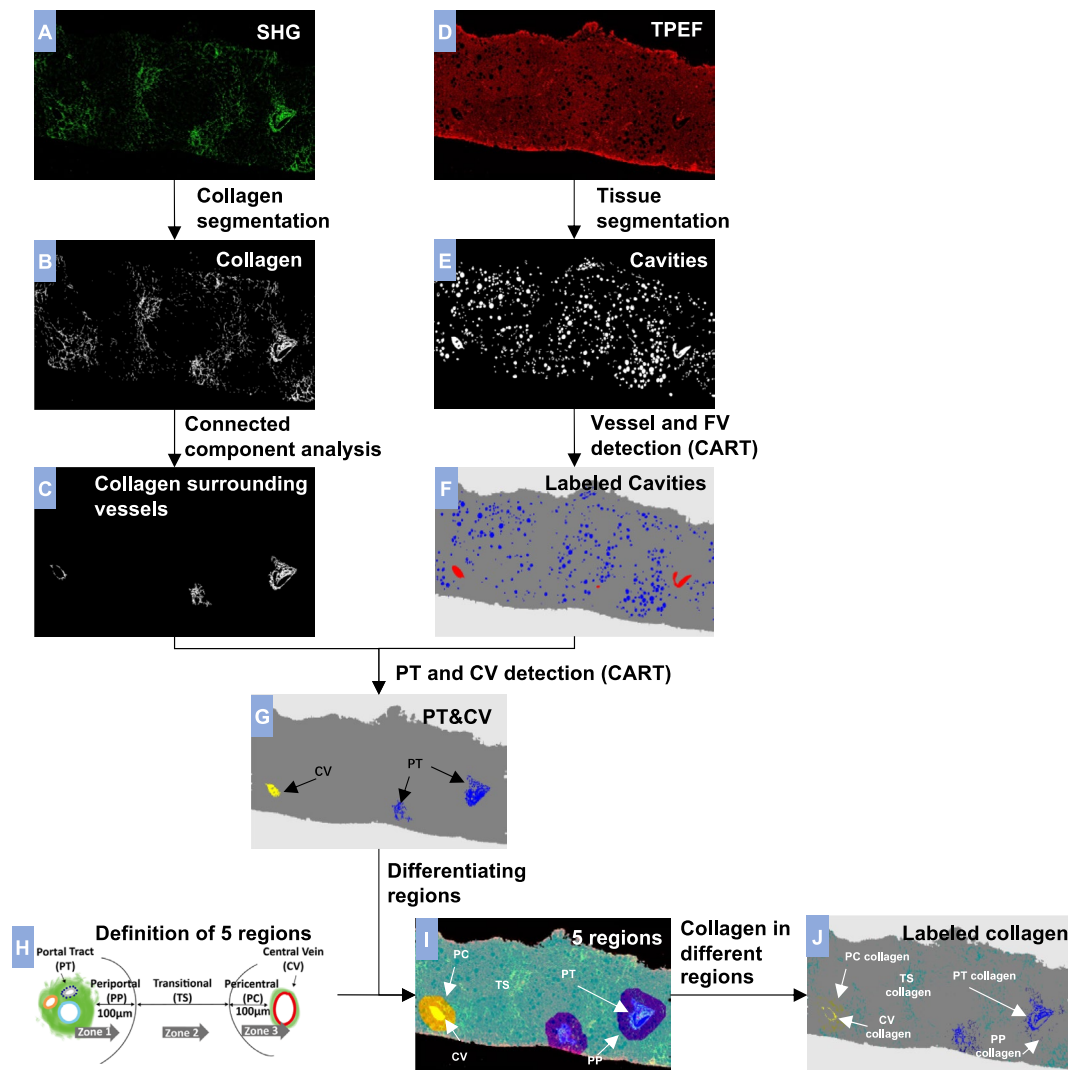 A
SHG
D
TPEF
Collagen
segmentation
Tissue
segmentation
B
Collagen
E
Cavities
Connected
component analysis
Vessel and FV
detection (CART)
C
Collagen surrounding
vessels
F
Labeled Cavities
PT and CV detection (CART)
G
PT&CV
CV
PT
Differentiating
regions
H
Definition of 5 regions
Portal Tract
(PT)
Central Vein
(CV)
Periportal
(PP)
100μm
Transitional
(TS)
Pericentral
(PC)
100μm
Zone 1
Zone 2
Zone 3
I
5 regions
PC
TS
PT
CV
PP
Collagen in
different
regions
J
Labeled collagen
PC collagen
TS
collagen
PT collagen
CV
collagen
PP
collagen